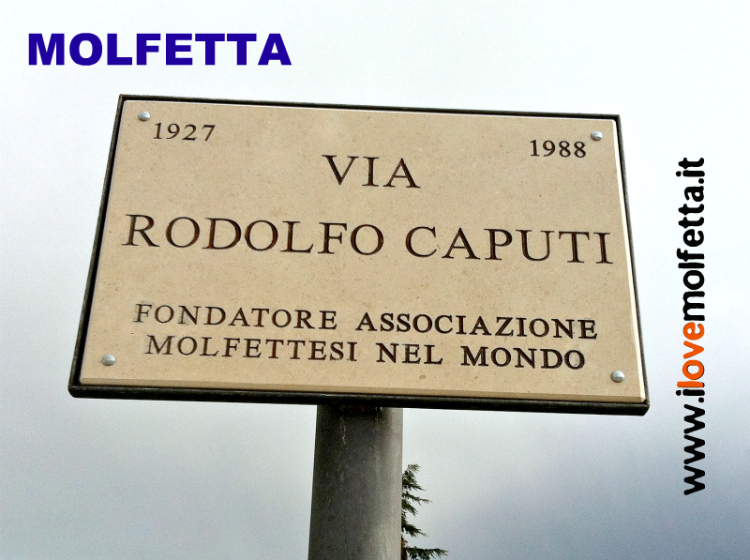 MOLFETTA
1927 1988
VIA
RODOLFO CAPUTI
FONDATORE ASSOCIAZIONE
MOLFETTESI NEL MONDO
www.ilovemolfetta.it